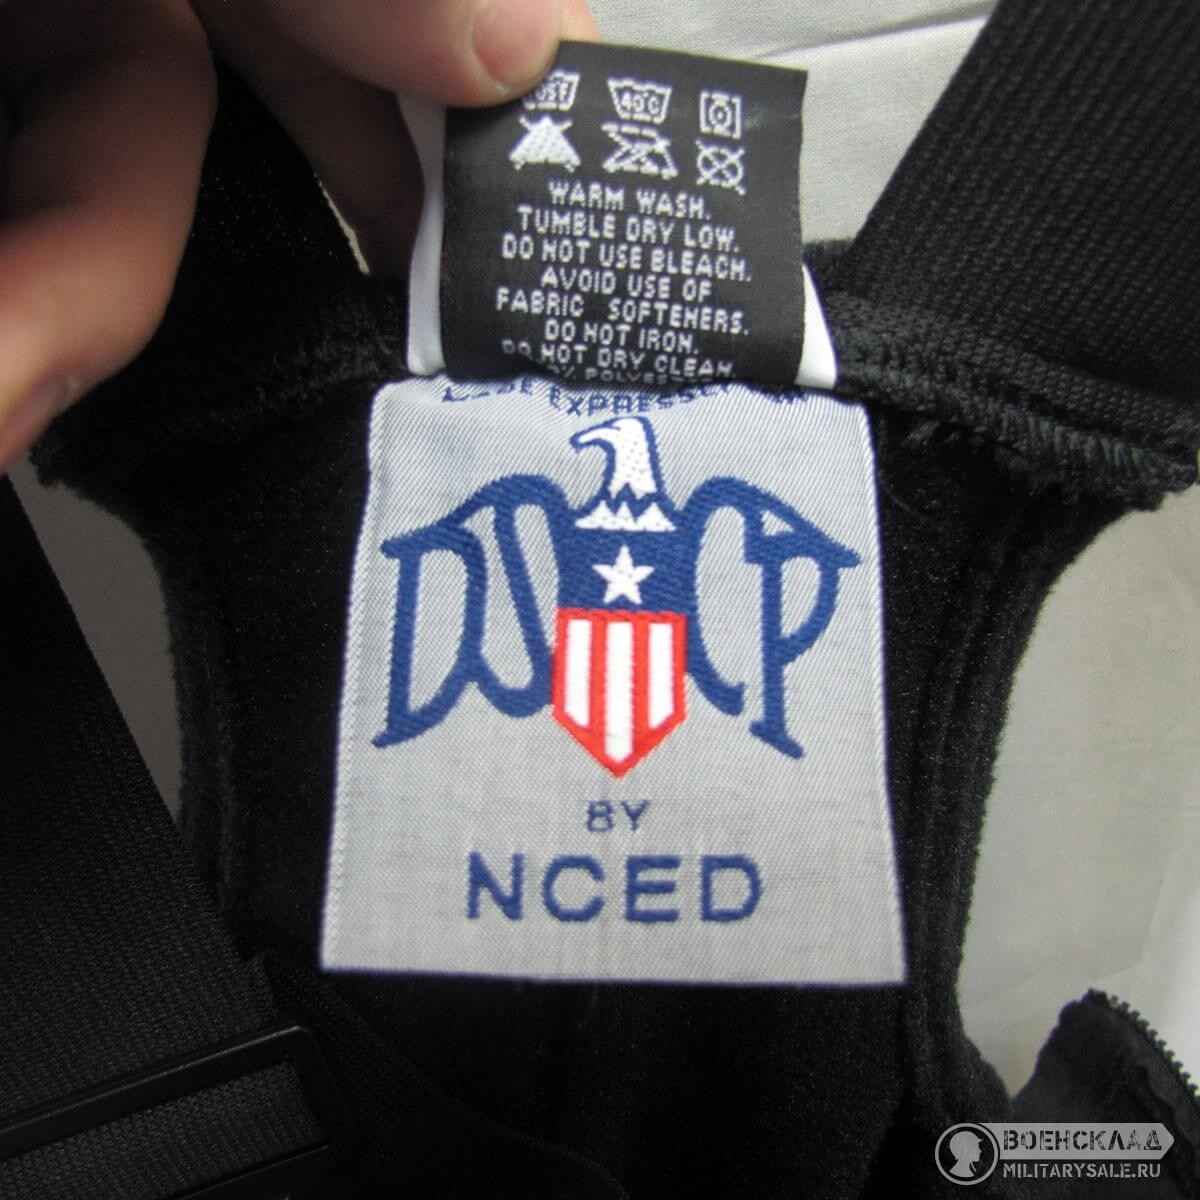 40C
WARM WASH.
TUMBLE DRY LOW.
DO NOT USE BLEACH.
AVOID USE OF
FABRIC SOFTENERS.
DO NOT IRON.
DO NOT DRY CLEAN.
DSCP
BY
NCED
ВОЕНСКЛАД
MILITARYSALE.RU